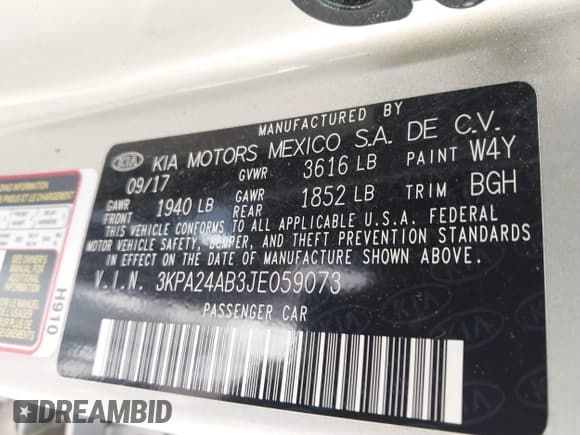 MANUFACTURED BY
KIA KIA MOTORS MEXICO S.A. DE C.V.
09/17 GVWR 3616 LB PAINT W4Y
GAWR FRONT 1940 LB GAWR REAR 1852 LB TRIM BGH
THIS VEHICLE CONFORMS TO ALL APPLICABLE U.S.A. FEDERAL
MOTOR VEHICLE SAFETY, BUMPER, AND THEFT PREVENTION STANDARDS
IN EFFECT ON THE DATE OF MANUFACTURE SHOWN ABOVE.
V.I.N. 3KPA24AB3JE059073
PASSENGER CAR
H910
DREAMBID